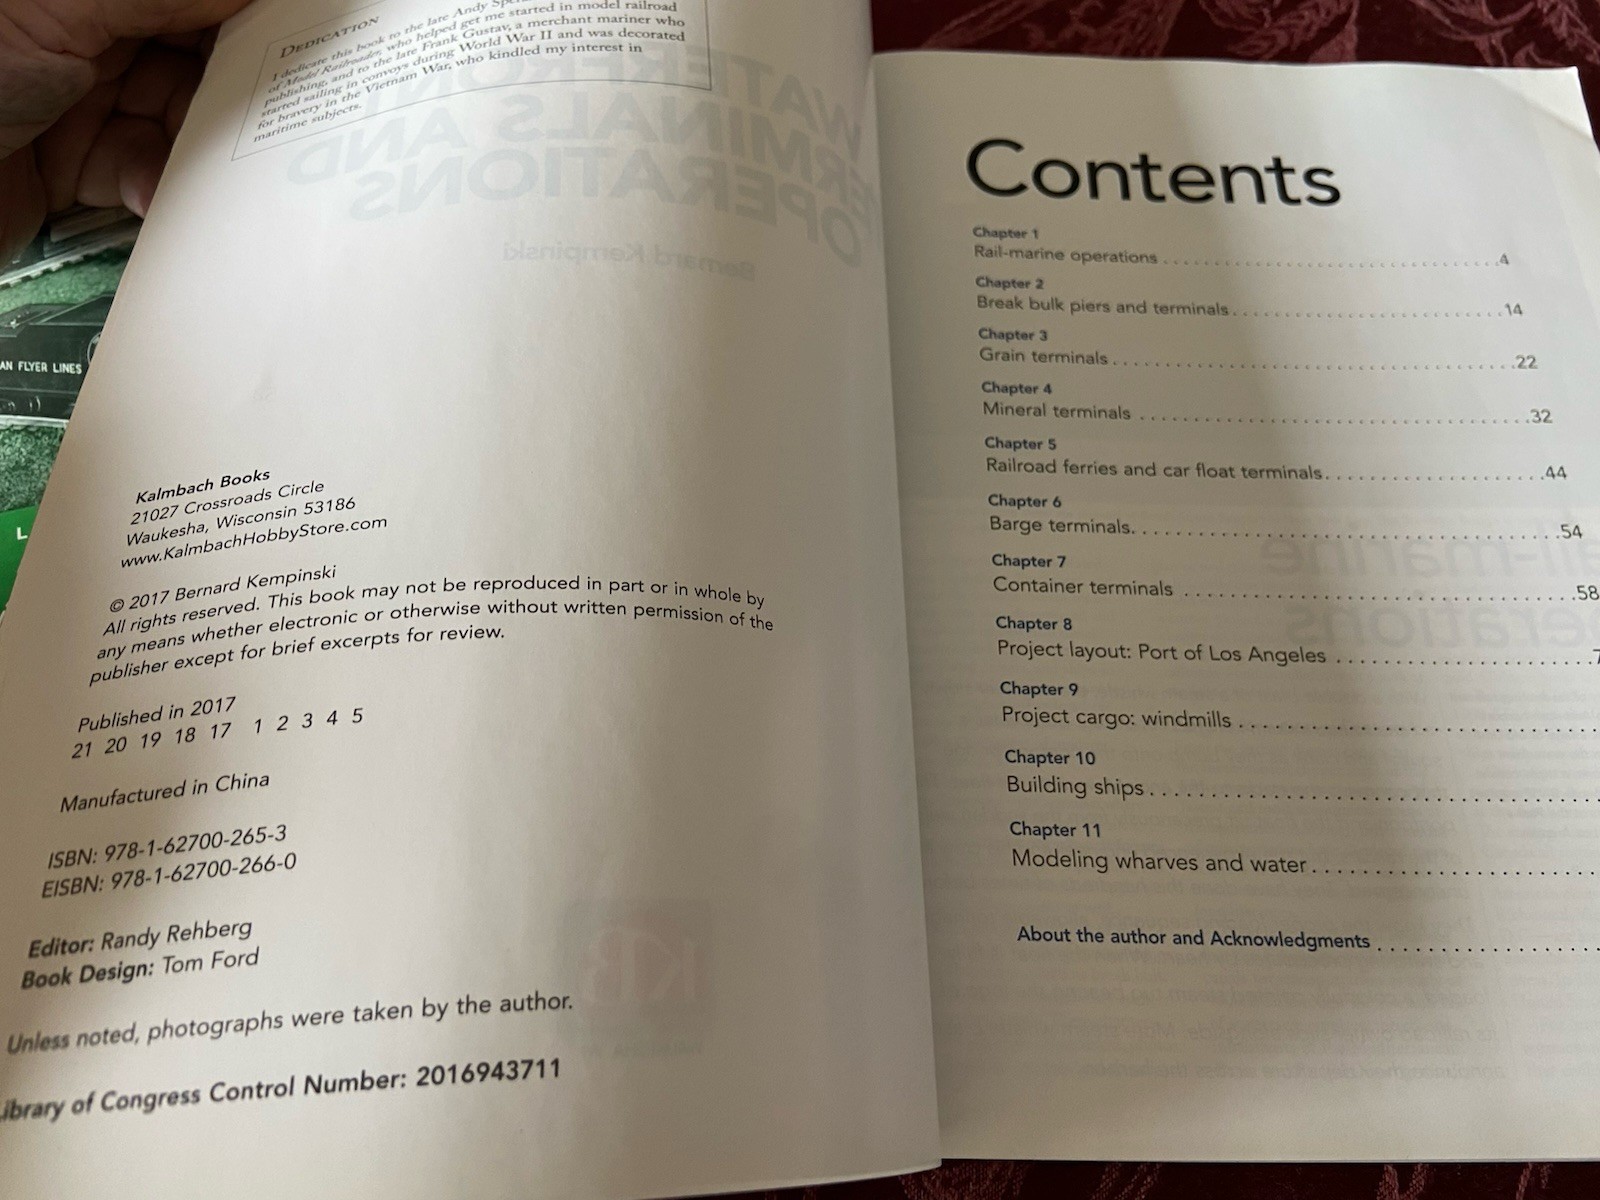 DEDICATION
I dedicate this book to the late Andy
of Model Railroader, who helped get me started in model railroad
publishing, and to the late Frank Gustav, a merchant mariner who
started sailing in convoys during World War II and was decorated
for bravery in the Vietnam War, who kindled my interest in
maritime subjects.
WATERFRONT
TERMINALS AND
OPERATIONS
Bernard Kempinski
AN FLYER LINES
L
Kalmbach Books
21027 Crossroads Circle
Waukesha, Wisconsin 53186
www.KalmbachHobbyStore.com
© 2017 Bernard Kempinski
All rights reserved. This book may not be reproduced in part or in whole by
any means whether electronic or otherwise without written permission of the
publisher except for brief excerpts for review.
Published in 2017
21 20 19 18 17 1 2 3 4 5
Manufactured in China
ISBN: 978-1-62700-265-3
EISBN: 978-1-62700-266-0
Editor: Randy Rehberg
Book Design: Tom Ford
Unless noted, photographs were taken by the author.
Library of Congress Control Number: 2016943711
KB
Contents
Chapter 1
Rail-marine operations 4
Chapter 2
Break bulk piers and terminals 14
Chapter 3
Grain terminals 22
Chapter 4
Mineral terminals 32
Chapter 5
Railroad ferries and car float terminals 44
Chapter 6
Barge terminals 54
Chapter 7
Container terminals 58
Chapter 8
Project layout: Port of Los Angeles 7
Chapter 9
Project cargo: windmills
Chapter 10
Building ships
Chapter 11
Modeling wharves and water
About the author and Acknowledgments